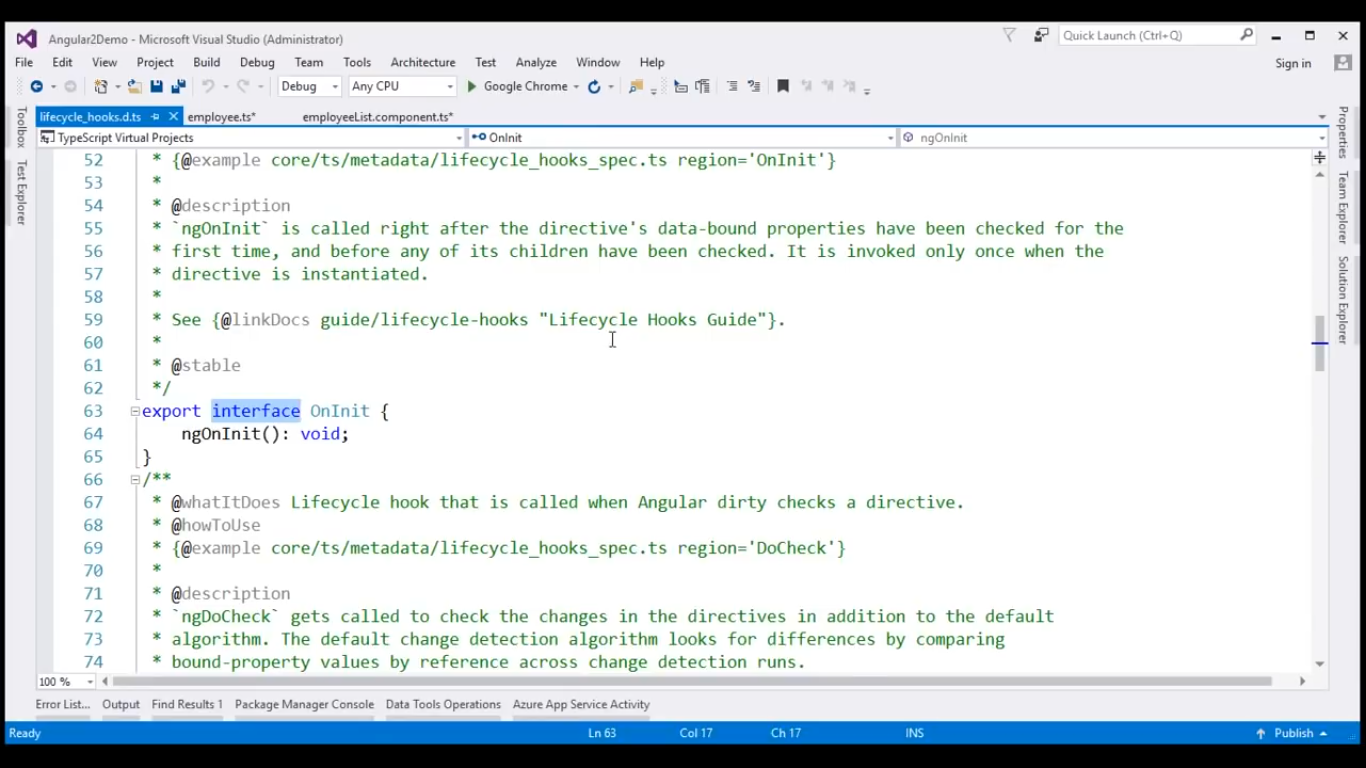 Angular2Demo - Microsoft Visual Studio (Administrator)
Quick Launch (Ctrl+Q)
File Edit View Project Build Debug Team Tools Architecture Test Analyze Window Help
Sign in
Debug Any CPU Google Chrome
lifecycle_hooks.d.ts employee.ts* employeeList.component.ts*
TypeScript Virtual Projects OnInit ngOnInit
Toolbox
Test Explorer
Properties
Team Explorer
Solution Explorer
52 * {@example core/ts/metadata/lifecycle_hooks_spec.ts region='OnInit'}
53 *
54 * @description
55 * `ngOnInit` is called right after the directive's data-bound properties have been checked for the
56 * first time, and before any of its children have been checked. It is invoked only once when the
57 * directive is instantiated.
58 *
59 * See {@linkDocs guide/lifecycle-hooks "Lifecycle Hooks Guide"}.
60 *
61 * @stable
62 */
63 export interface OnInit {
64 ngOnInit(): void;
65 }
66 /**
67 * @whatItDoes Lifecycle hook that is called when Angular dirty checks a directive.
68 * @howToUse
69 * {@example core/ts/metadata/lifecycle_hooks_spec.ts region='DoCheck'}
70 *
71 * @description
72 * `ngDoCheck` gets called to check the changes in the directives in addition to the default
73 * algorithm. The default change detection algorithm looks for differences by comparing
74 * bound-property values by reference across change detection runs.
100 %
Error List... Output Find Results 1 Package Manager Console Data Tools Operations Azure App Service Activity
Ready Ln 63 Col 17 Ch 17 INS Publish